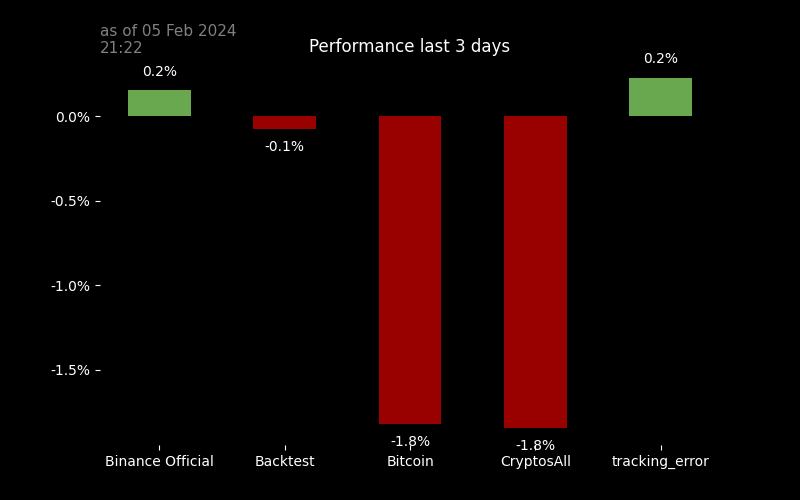 as of 05 Feb 2024
21:22
Performance last 3 days
0.2%
0.2%
0.0%
-0.1%
-0.5%
-1.0%
-1.5%
-1.8%
-1.8%
Binance Official
Backtest
Bitcoin
CryptosAll
tracking_error